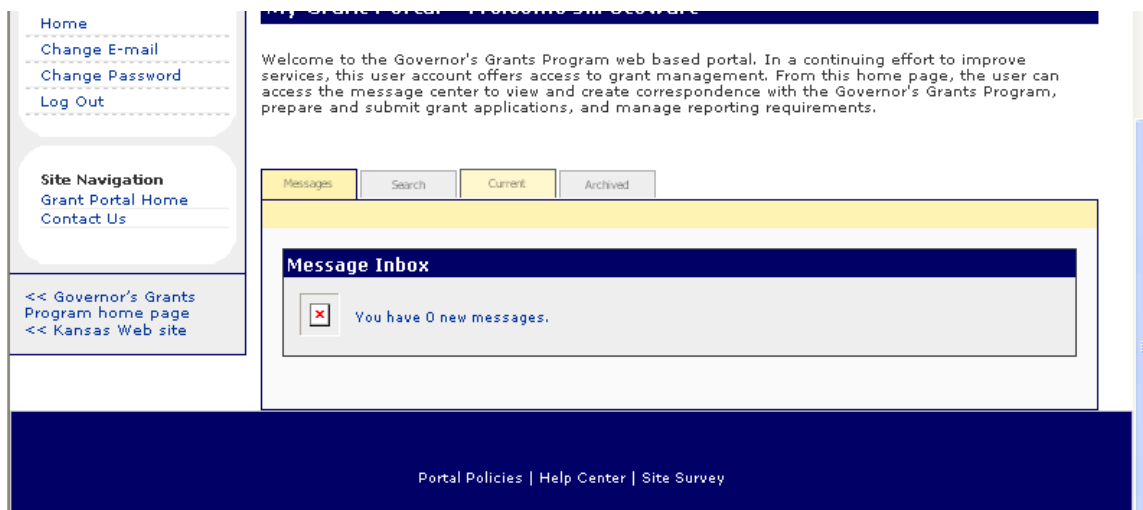 Home
Change E-mail
Change Password
Log Out
Site Navigation
Grant Portal Home
Contact Us
<< Governor's Grants
Program home page
<< Kansas Web site
My Grant Portal - Welcome
Welcome to the Governor's Grants Program web based portal. In a continuing effort to improve
services, this user account offers access to grant management. From this home page, the user can
access the message center to view and create correspondence with the Governor's Grants Program,
prepare and submit grant applications, and manage reporting requirements.
Messages Search Current Archived
Message Inbox
You have 0 new messages.
Portal Policies | Help Center | Site Survey